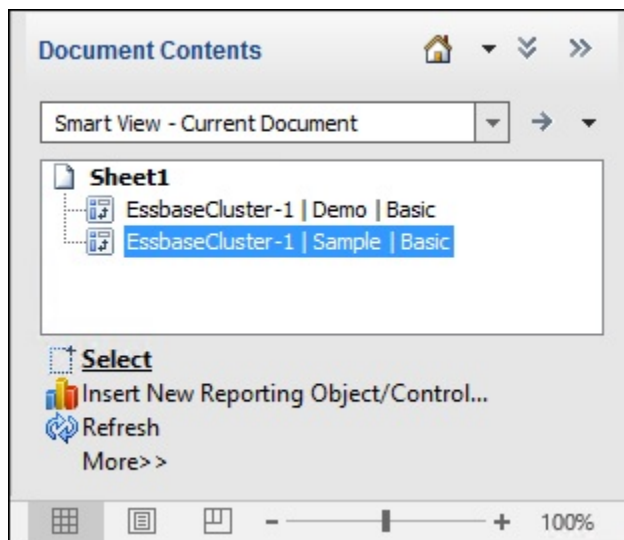 Document Contents
Smart View - Current Document
Sheet1
EssbaseCluster-1 | Demo | Basic
EssbaseCluster-1 | Sample | Basic
Select
Insert New Reporting Object/Control...
Refresh
More>>
100%